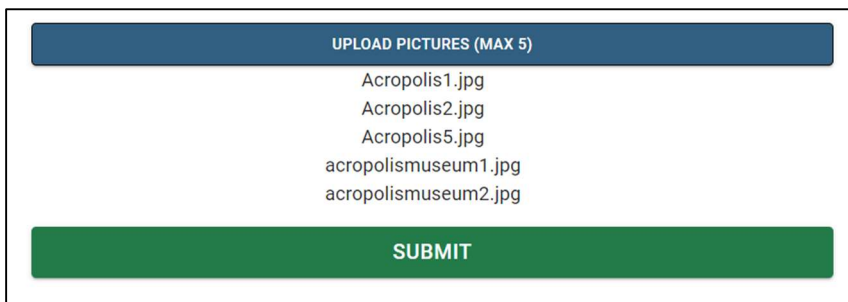 UPLOAD PICTURES (MAX 5)
Acropolis1.jpg
Acropolis2.jpg
Acropolis5.jpg
acropolismuseum1.jpg
acropolismuseum2.jpg
SUBMIT